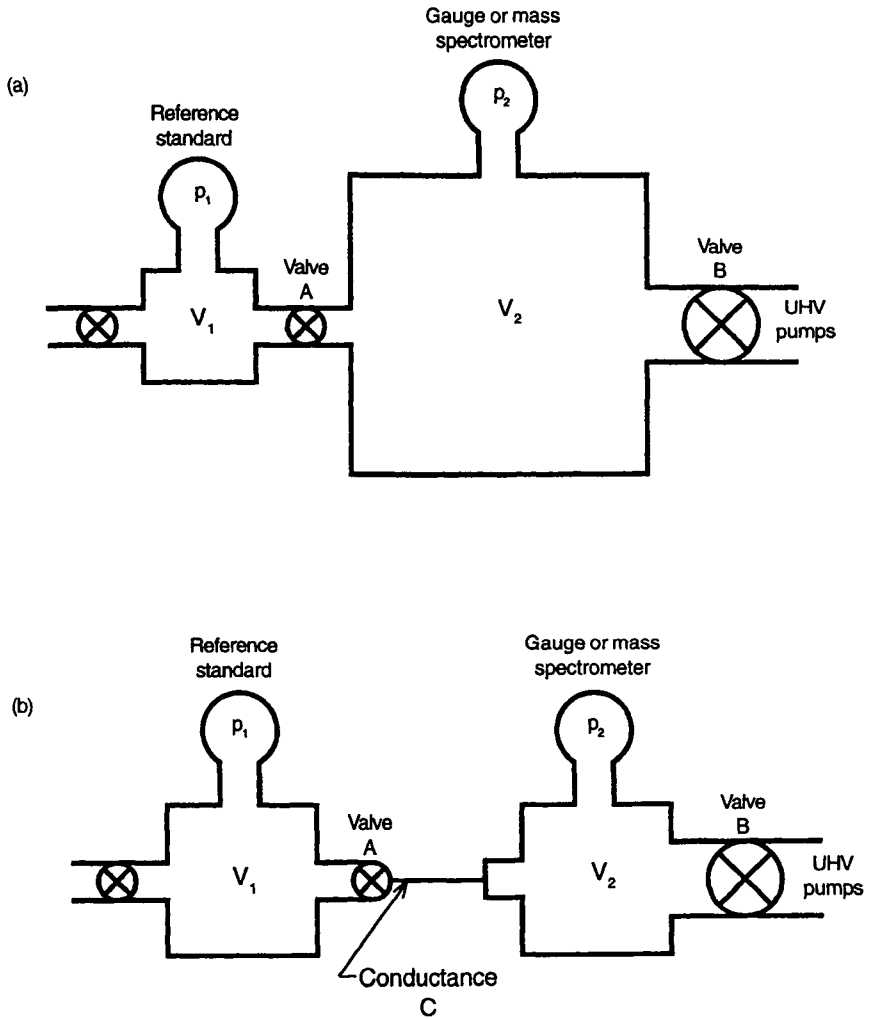 (a)
Gauge or mass
spectrometer
p₂
Reference
standard
p₁
Valve
A
V₁
V₂
Valve
B
UHV
pumps
(b)
Reference
standard
p₁
Gauge or mass
spectrometer
p₂
Valve
A
V₁
V₂
Valve
B
UHV
pumps
Conductance
C